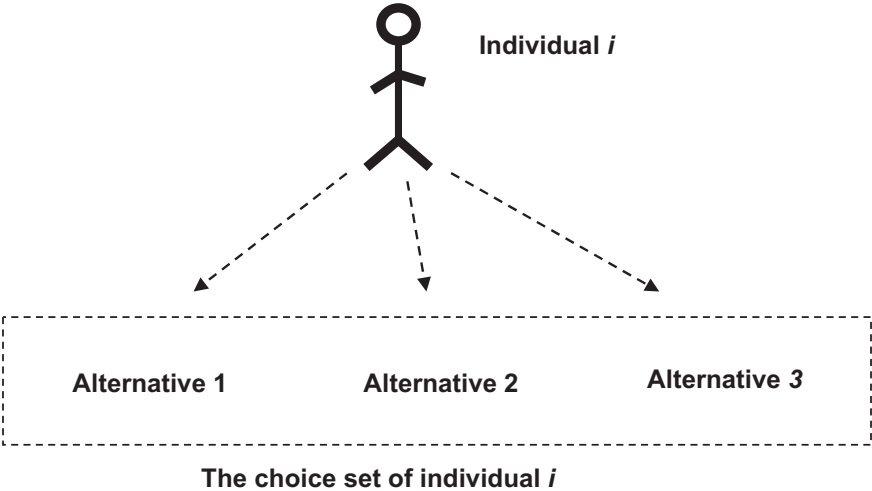 Individual i
Alternative 1 Alternative 2 Alternative 3
The choice set of individual i